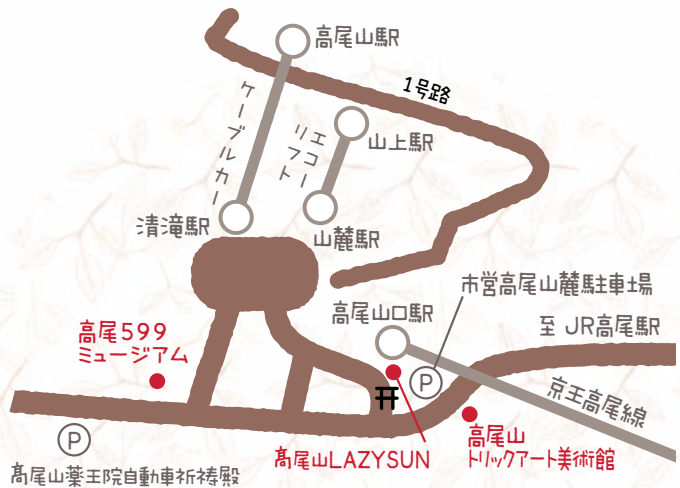 高尾山駅
1号路
ケーブルカー
エコー
リフト
山上駅
清滝駅
山麓駅
市営高尾山麓駐車場
高尾山口駅
至 JR高尾駅
高尾599
ミュージアム
P
京王高尾線
高尾山
トリックアート美術館
髙尾山LAZYSUN
P
髙尾山薬王院自動車祈祷殿